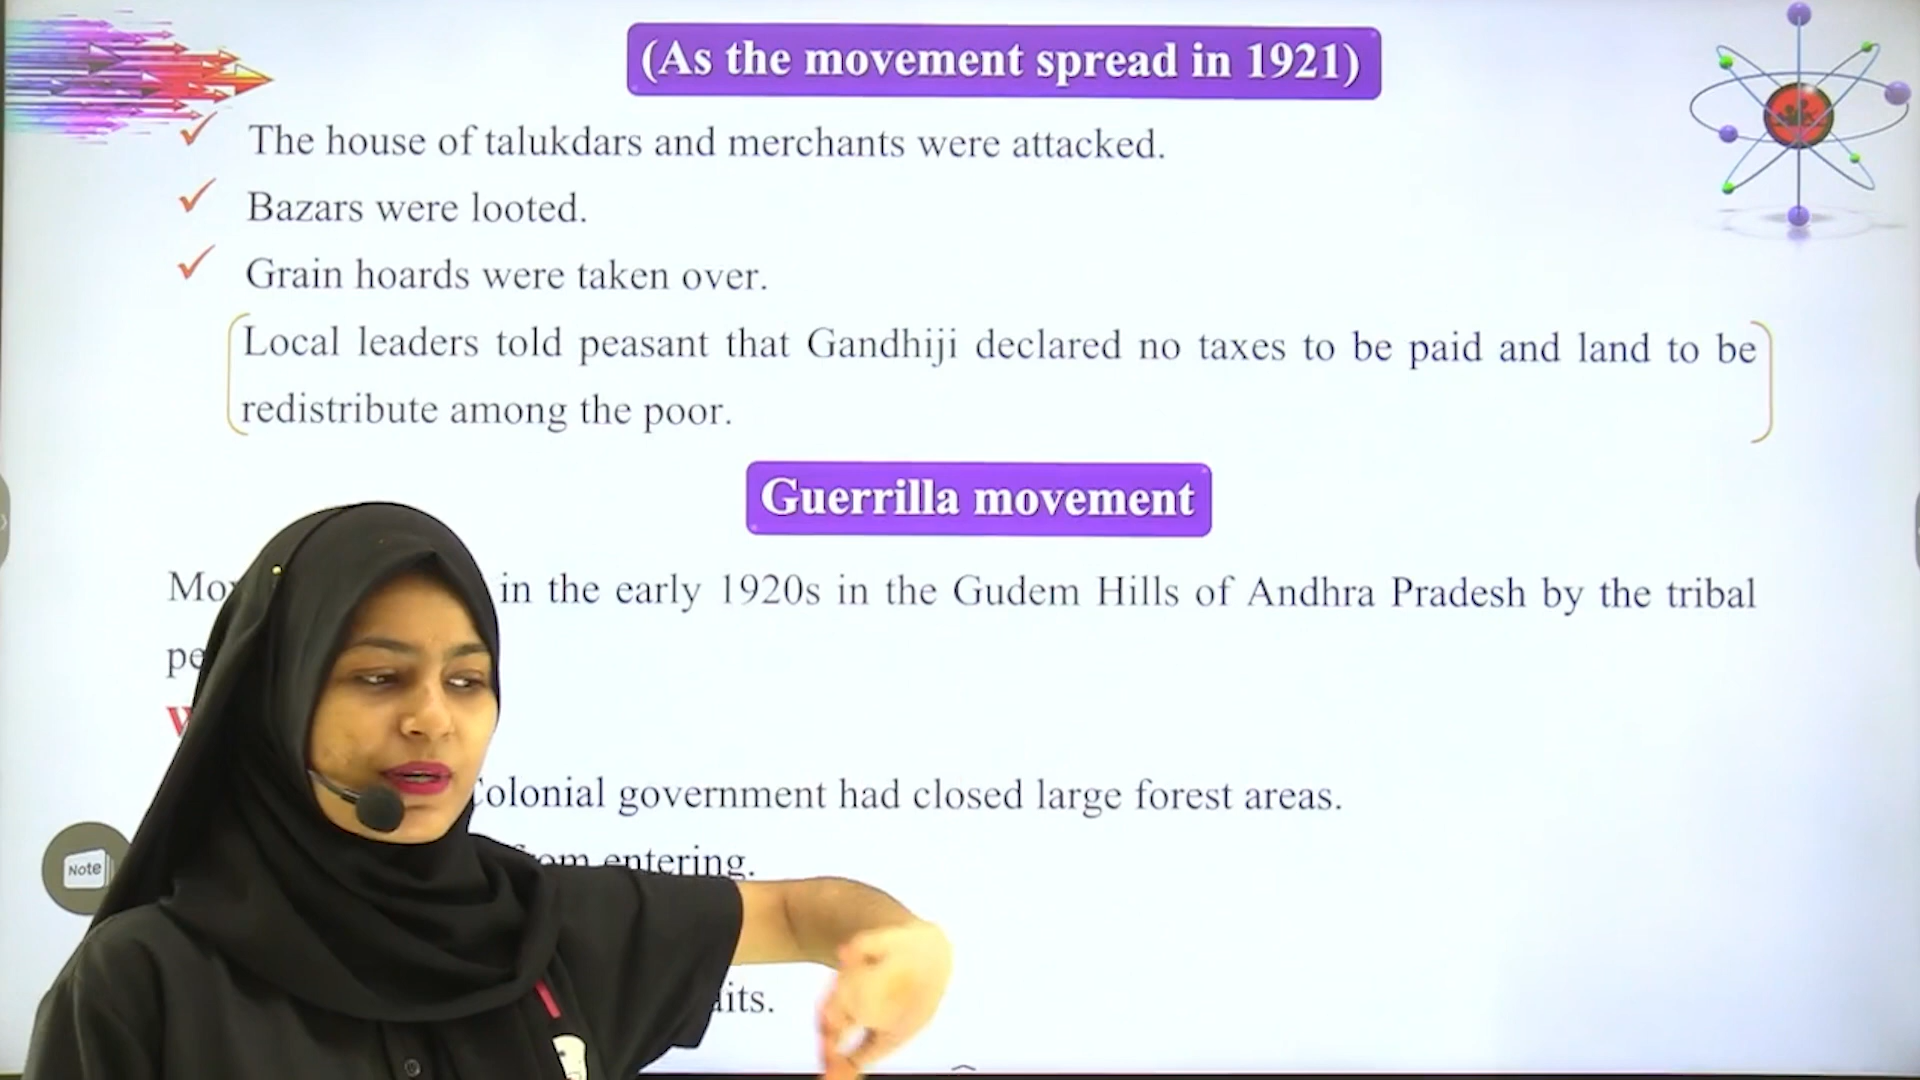 (As the movement spread in 1921)
The house of talukdars and merchants were attacked.
Bazars were looted.
Grain hoards were taken over.
Local leaders told peasant that Gandhiji declared no taxes to be paid and land to be
redistribute among the poor.
Guerrilla movement
in the early 1920s in the Gudem Hills of Andhra Pradesh by the tribal
olonial government had closed large forest areas.
from entering.
Note